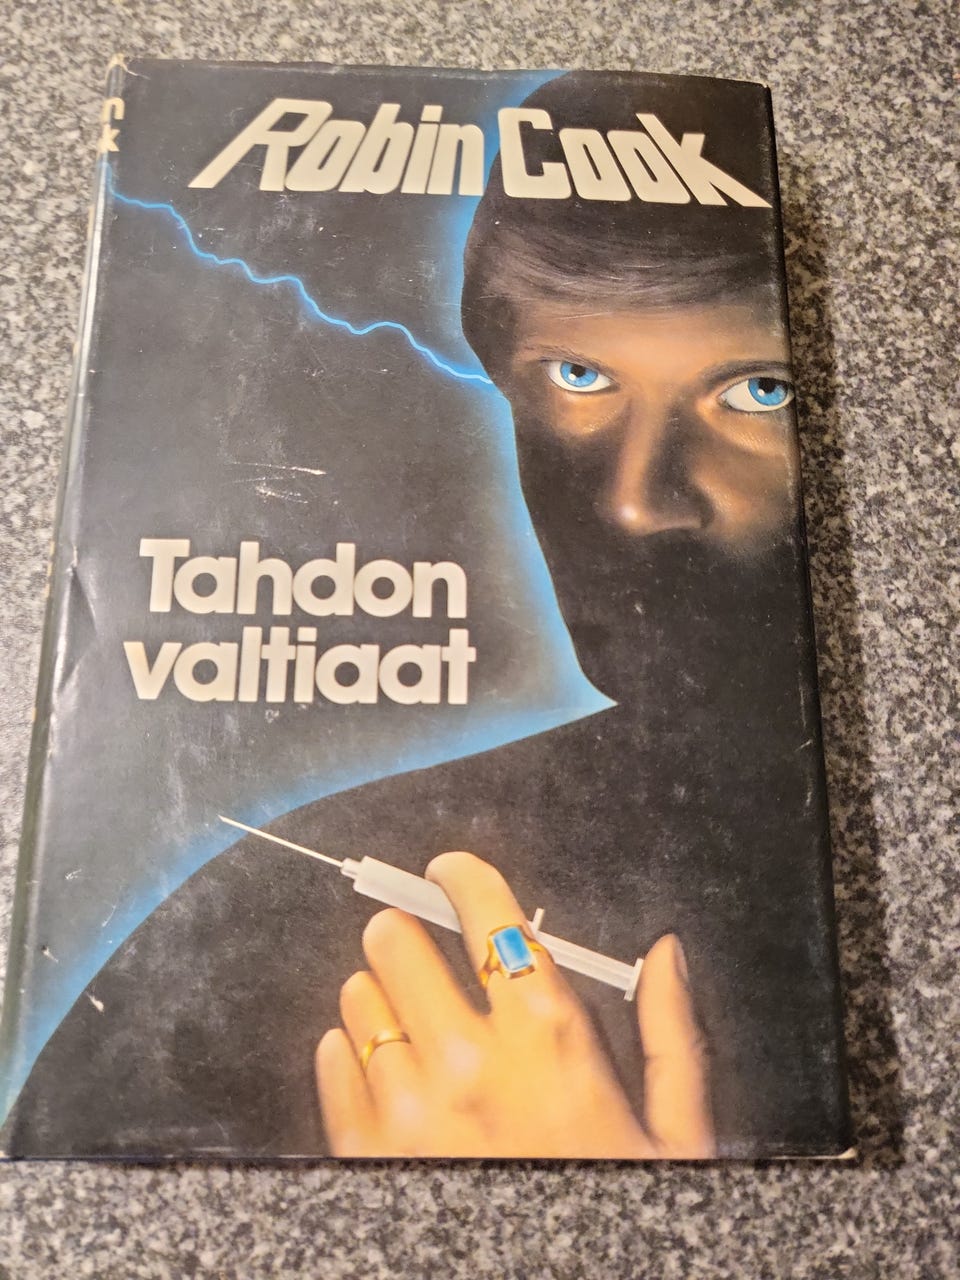 Robin Cook
Tahdon
valtiaat
n
k